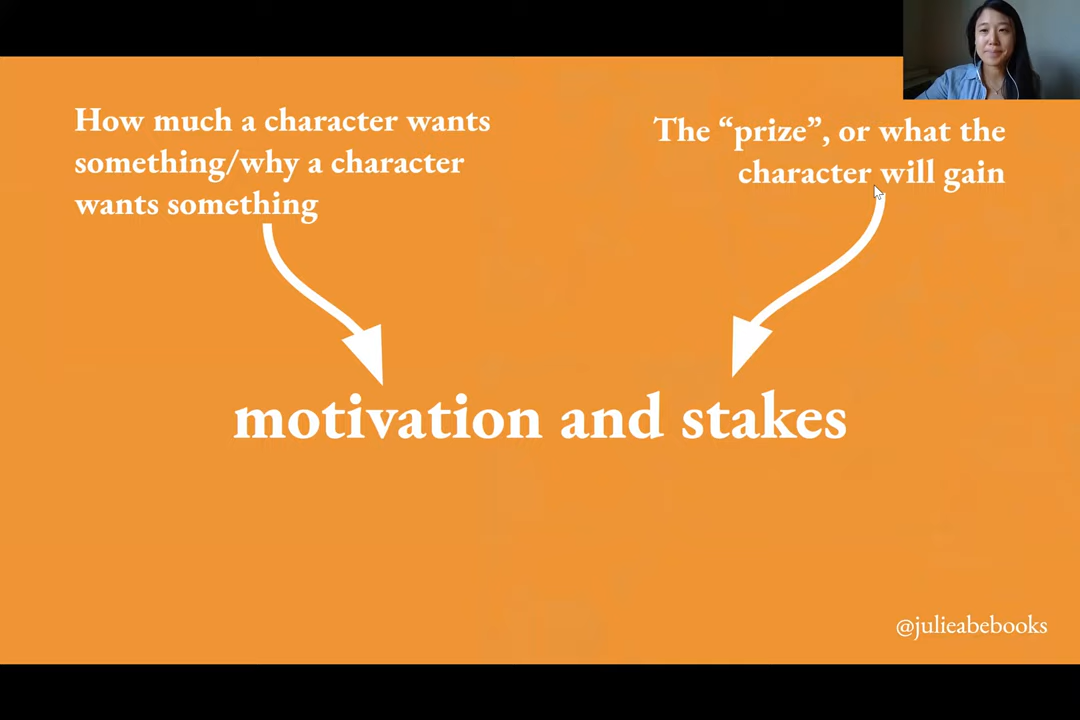 How much a character wants
something/why a character
wants something
The “prize”, or what the
character will gain
motivation and stakes
@julieabebooks